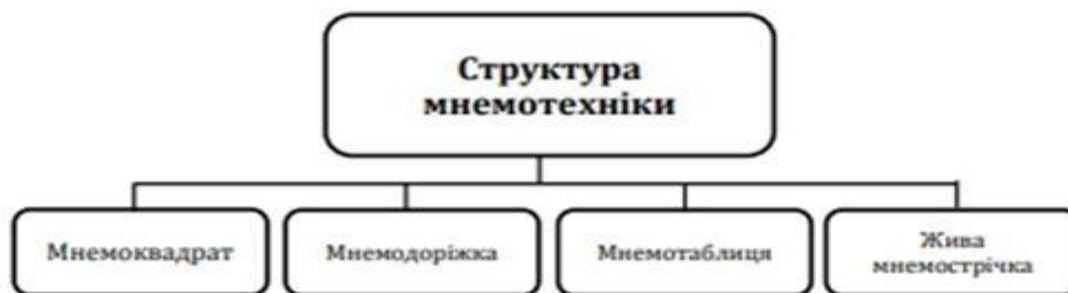 Структура
мнемотехніки
Мнемоквадрат
Мнемодоріжка
Мнемотаблиця
Жива
мнемострічка